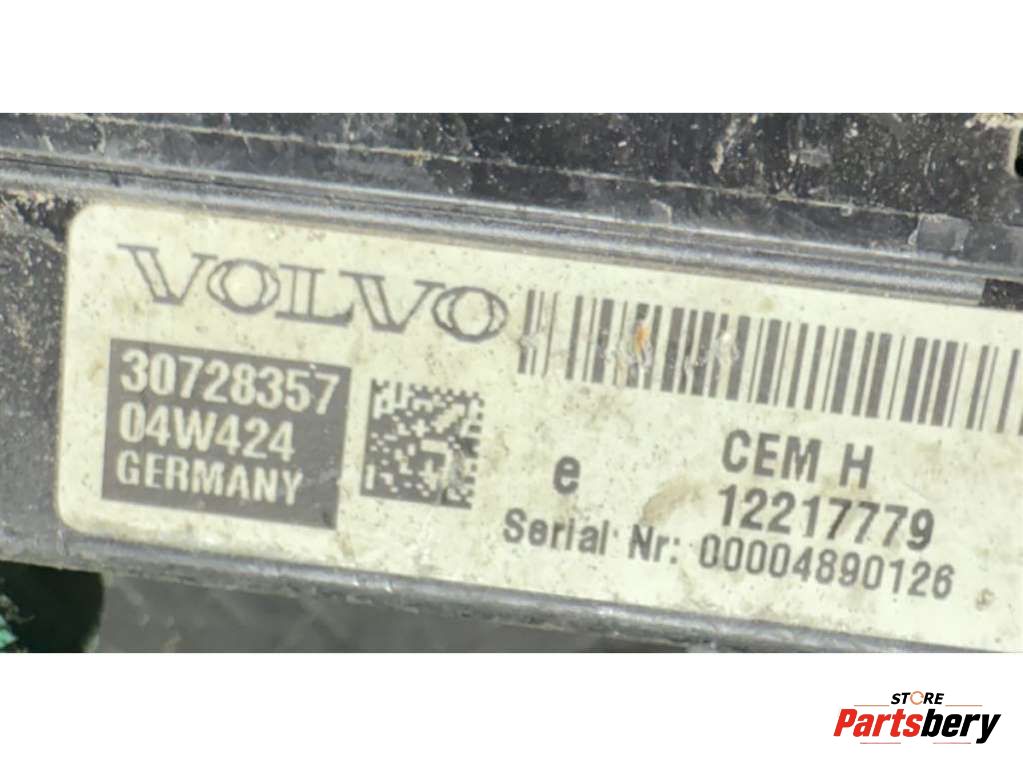 VOLVO
30728357
04W424
GERMANY
e
CEM H
12217779
Serial Nr: 00004890126
STORE
Partsbery